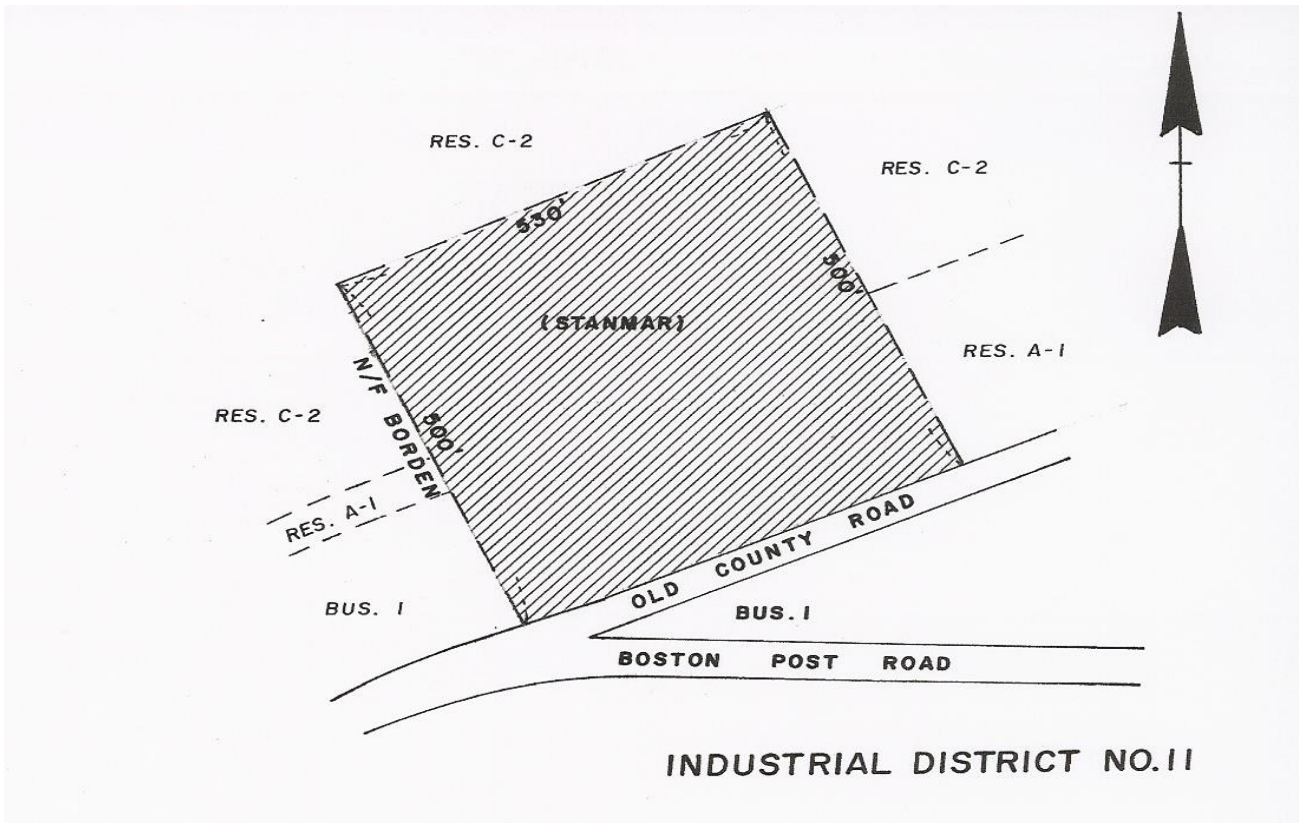 RES. C-2
RES. C-2
530'
500'
(STANMAR)
RES. A-1
N/F BORDEN
RES. C-2
500'
RES. A-1
OLD COUNTY ROAD
BUS. 1
BUS. 1
BOSTON POST ROAD
INDUSTRIAL DISTRICT NO. 11